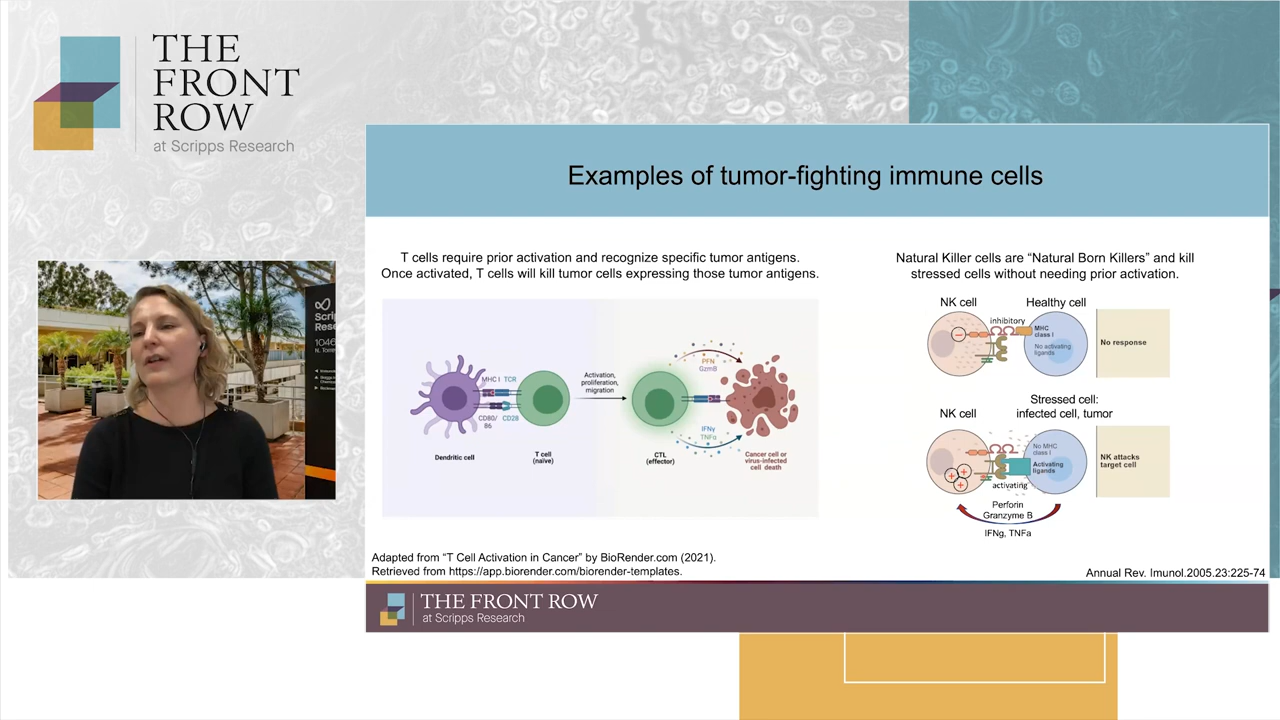 THE
FRONT
ROW
at Scripps Research
Examples of tumor-fighting immune cells
T cells require prior activation and recognize specific tumor antigens.
Once activated, T cells will kill tumor cells expressing those tumor antigens.
MHC I TCR
CD80/
86
CD28
Dendritic cell
T cell
(naïve)
Activation,
proliferation,
migration
PFN
GzmB
IFNγ
TNFα
CTL
(effector)
Cancer cell or
virus-infected
cell death
Adapted from “T Cell Activation in Cancer” by BioRender.com (2021).
Retrieved from https://app.biorender.com/biorender-templates.
Natural Killer cells are “Natural Born Killers” and kill
stressed cells without needing prior activation.
NK cell
Healthy cell
inhibitory
MHC
class I
No activating
ligands
No response
Stressed cell:
infected cell, tumor
NK cell
No MHC
class I
Activating
ligands
activating
NK attacks
target cell
Perforin
Granzyme B
IFNg, TNFa
Annual Rev. Imunol.2005.23:225-74
THE FRONT ROW
at Scripps Research